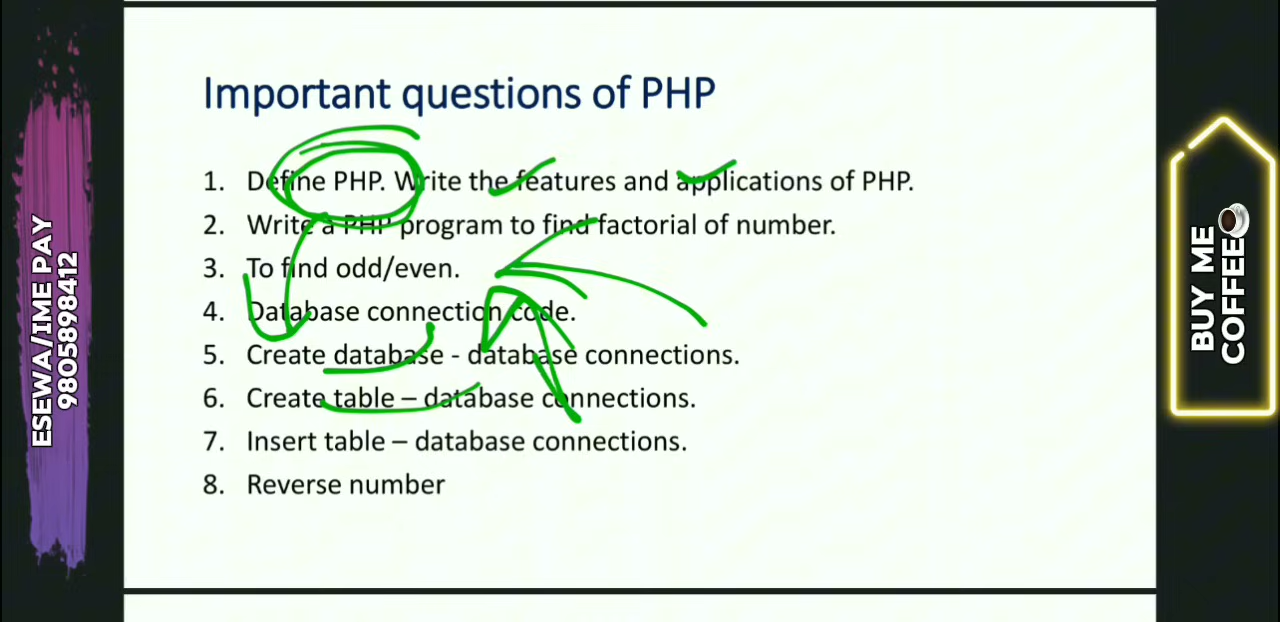 ESEWA/IME PAY
9805898412
Important questions of PHP
1. Define PHP. Write the features and applications of PHP.
2. Write a PHP program to find factorial of number.
3. To find odd/even.
4. Database connection code.
5. Create database - database connections.
6. Create table – database connections.
7. Insert table – database connections.
8. Reverse number
BUY ME
COFFEE